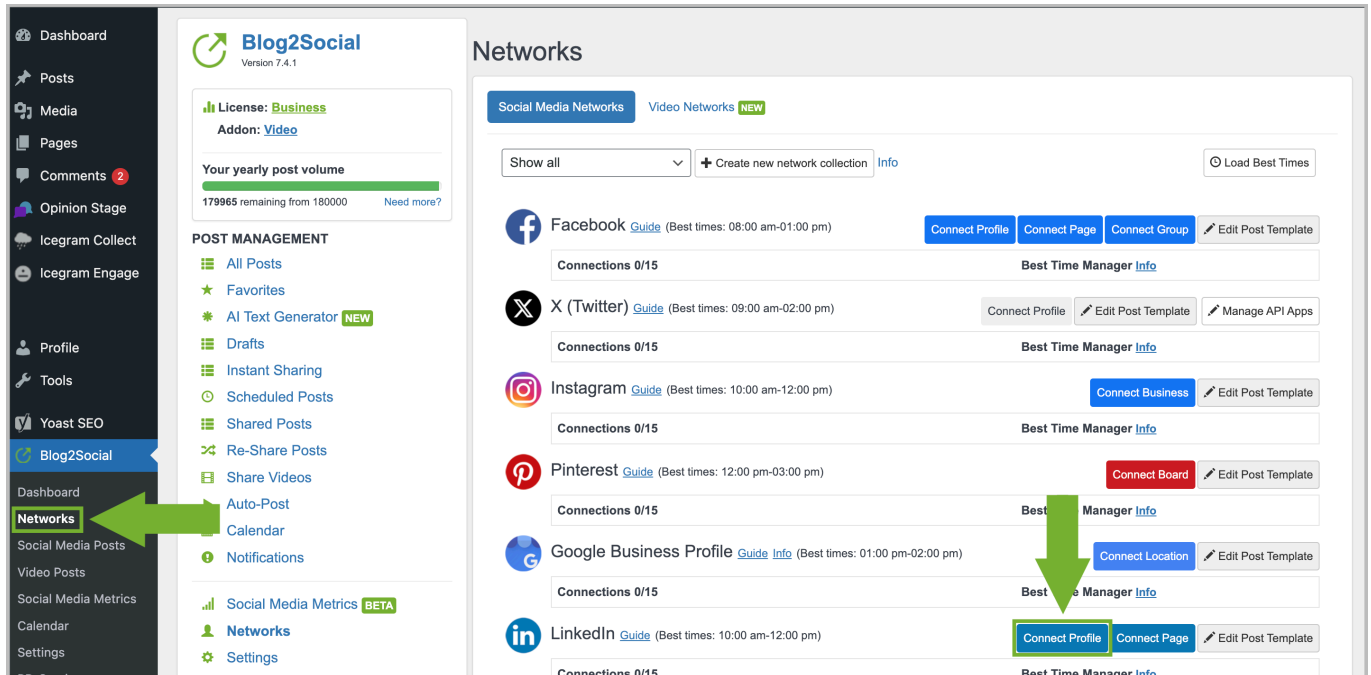 Dashboard
Posts
Media
Pages
Comments 2
Opinion Stage
Icegram Collect
Icegram Engage
Profile
Tools
Yoast SEO
Blog2Social
Dashboard
Networks
Social Media Posts
Video Posts
Social Media Metrics
Calendar
Settings
Blog2Social
Version 7.4.1
License: Business
Addon: Video
Your yearly post volume
179965 remaining from 180000 Need more?
POST MANAGEMENT
All Posts
Favorites
AI Text Generator NEW
Drafts
Instant Sharing
Scheduled Posts
Shared Posts
Re-Share Posts
Share Videos
Auto-Post
Calendar
Notifications
Social Media Metrics BETA
Networks
Settings
Networks
Social Media Networks Video Networks NEW
Show all Create new network collection Info Load Best Times
Facebook Guide (Best times: 08:00 am-01:00 pm) Connect Profile Connect Page Connect Group Edit Post Template
Connections 0/15 Best Time Manager Info
X (Twitter) Guide (Best times: 09:00 am-02:00 pm) Connect Profile Edit Post Template Manage API Apps
Connections 0/15 Best Time Manager Info
Instagram Guide (Best times: 10:00 am-12:00 pm) Connect Business Edit Post Template
Connections 0/15 Best Time Manager Info
Pinterest Guide (Best times: 12:00 pm-03:00 pm) Connect Board Edit Post Template
Connections 0/15 Best Manager Info
Google Business Profile Guide Info (Best times: 01:00 pm-02:00 pm) Connect Location Edit Post Template
Connections 0/15 Best Manager Info
LinkedIn Guide (Best times: 10:00 am-12:00 pm) Connect Profile Connect Page Edit Post Template
Connections 0/15 Best Time Manager Info